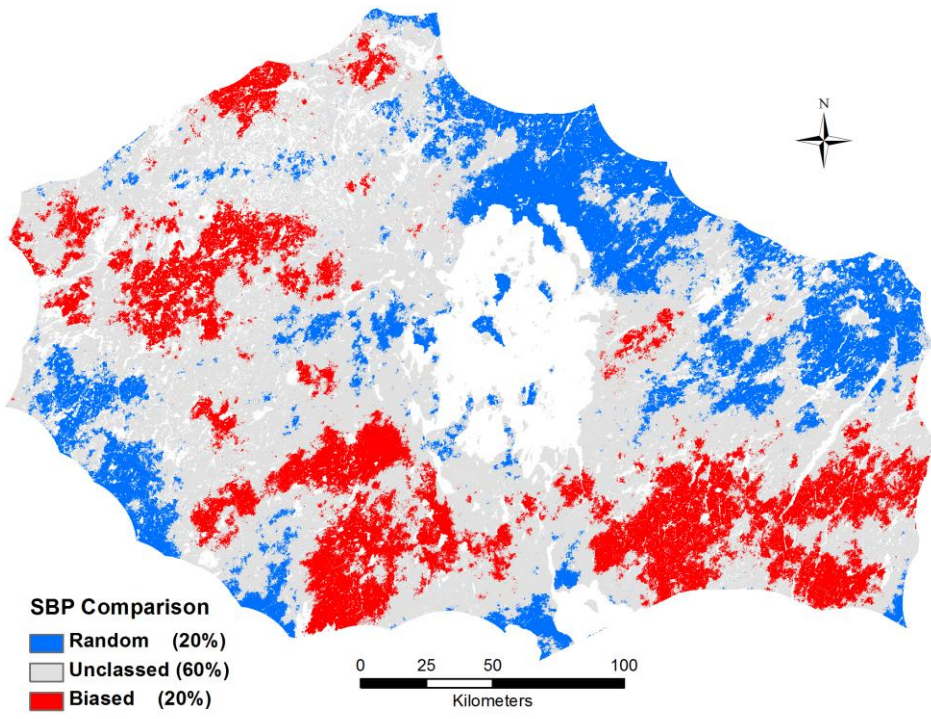 N
SBP Comparison
Random (20%)
Unclassed (60%)
Biased (20%)
0 25 50 100
Kilometers